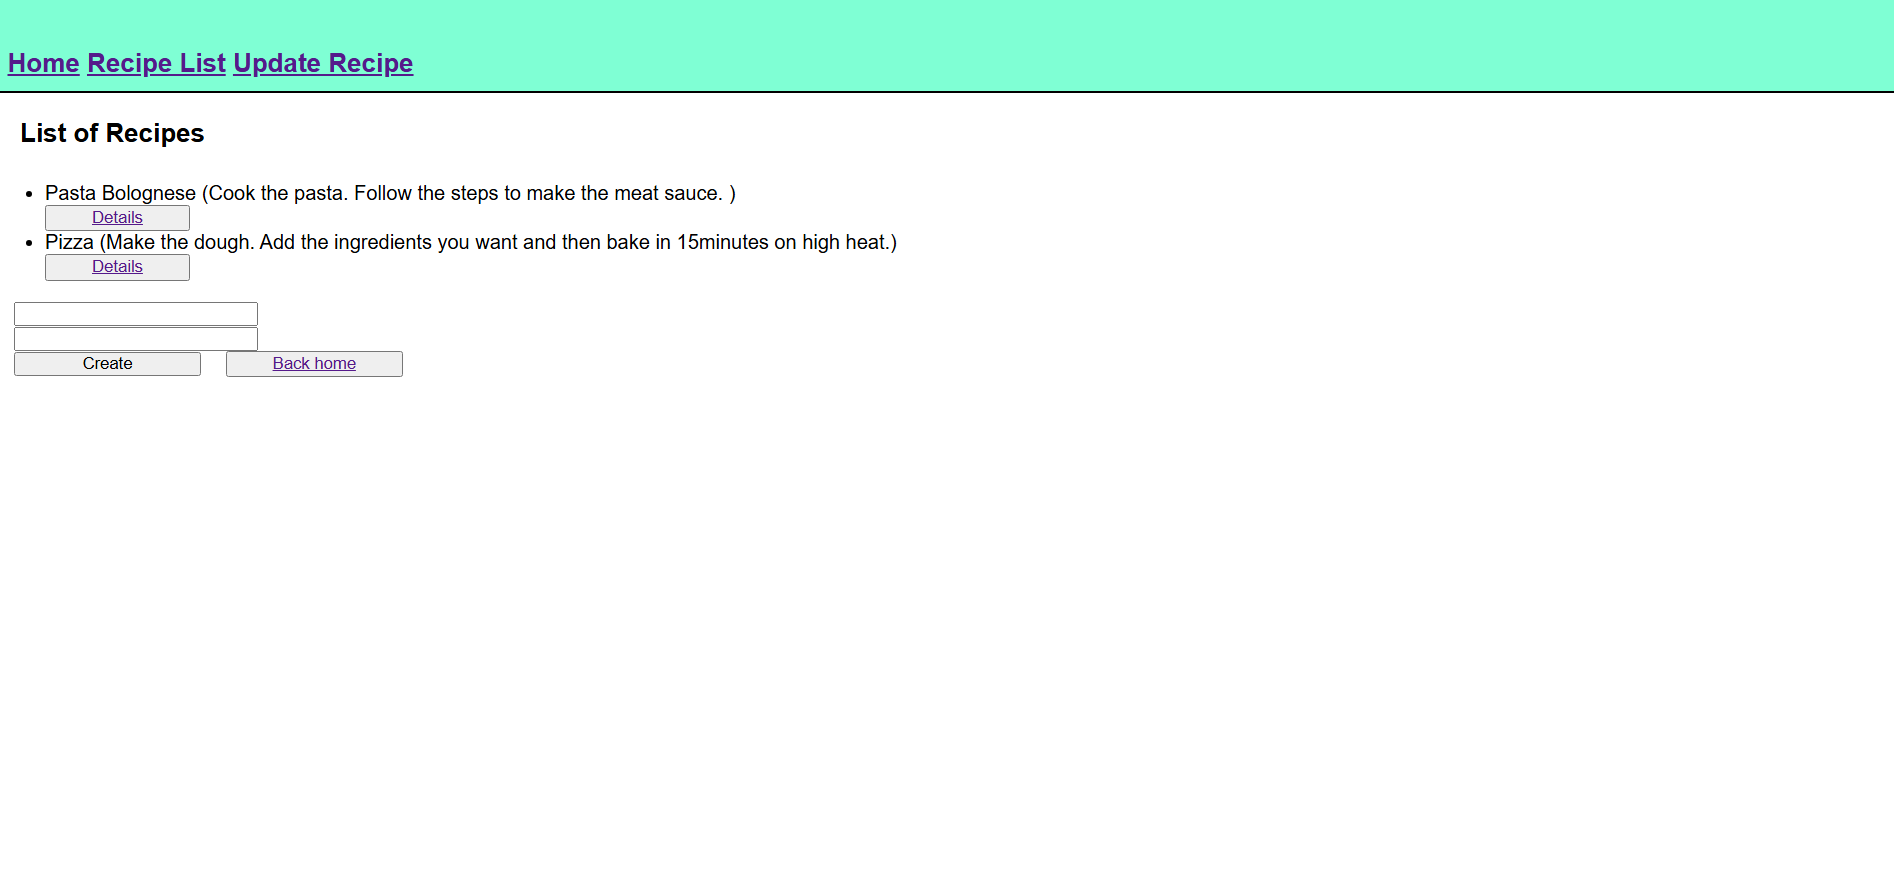 Home Recipe List Update Recipe
List of Recipes
Pasta Bolognese (Cook the pasta. Follow the steps to make the meat sauce. )
Details
Pizza (Make the dough. Add the ingredients you want and then bake in 15minutes on high heat.)
Details
Create Back home